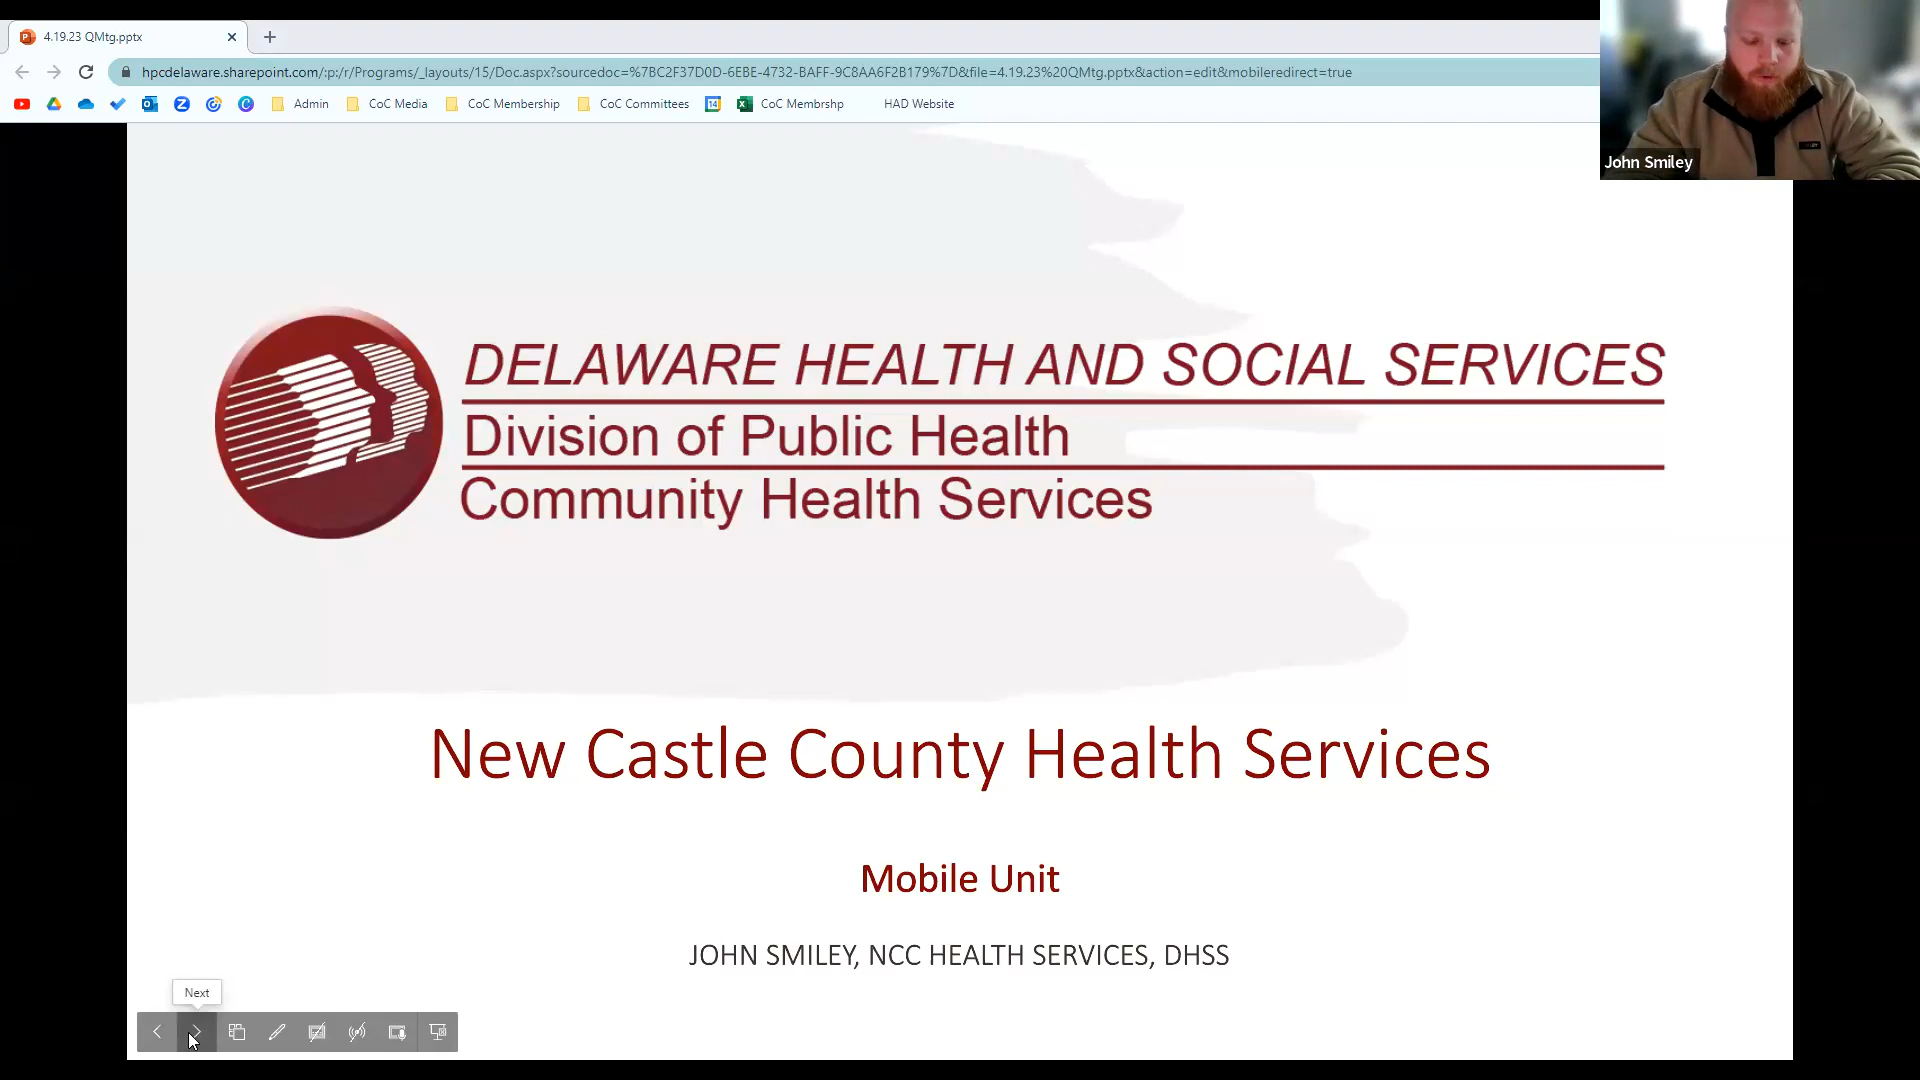 4.19.23 QMtg.pptx
hpcdelaware.sharepoint.com/:p:/r/Programs/_layouts/15/Doc.aspx?sourcedoc=%7BC2F37D0D-6EBE-4732-BAFF-9C8AA6F2B179%7D&file=4.19.23%20QMtg.pptx&action=edit&mobileredirect=true
Admin CoC Media CoC Membership CoC Committees 14 CoC Membrshp HAD Website
John Smiley
DELAWARE HEALTH AND SOCIAL SERVICES
Division of Public Health
Community Health Services
New Castle County Health Services
Mobile Unit
JOHN SMILEY, NCC HEALTH SERVICES, DHSS
Next